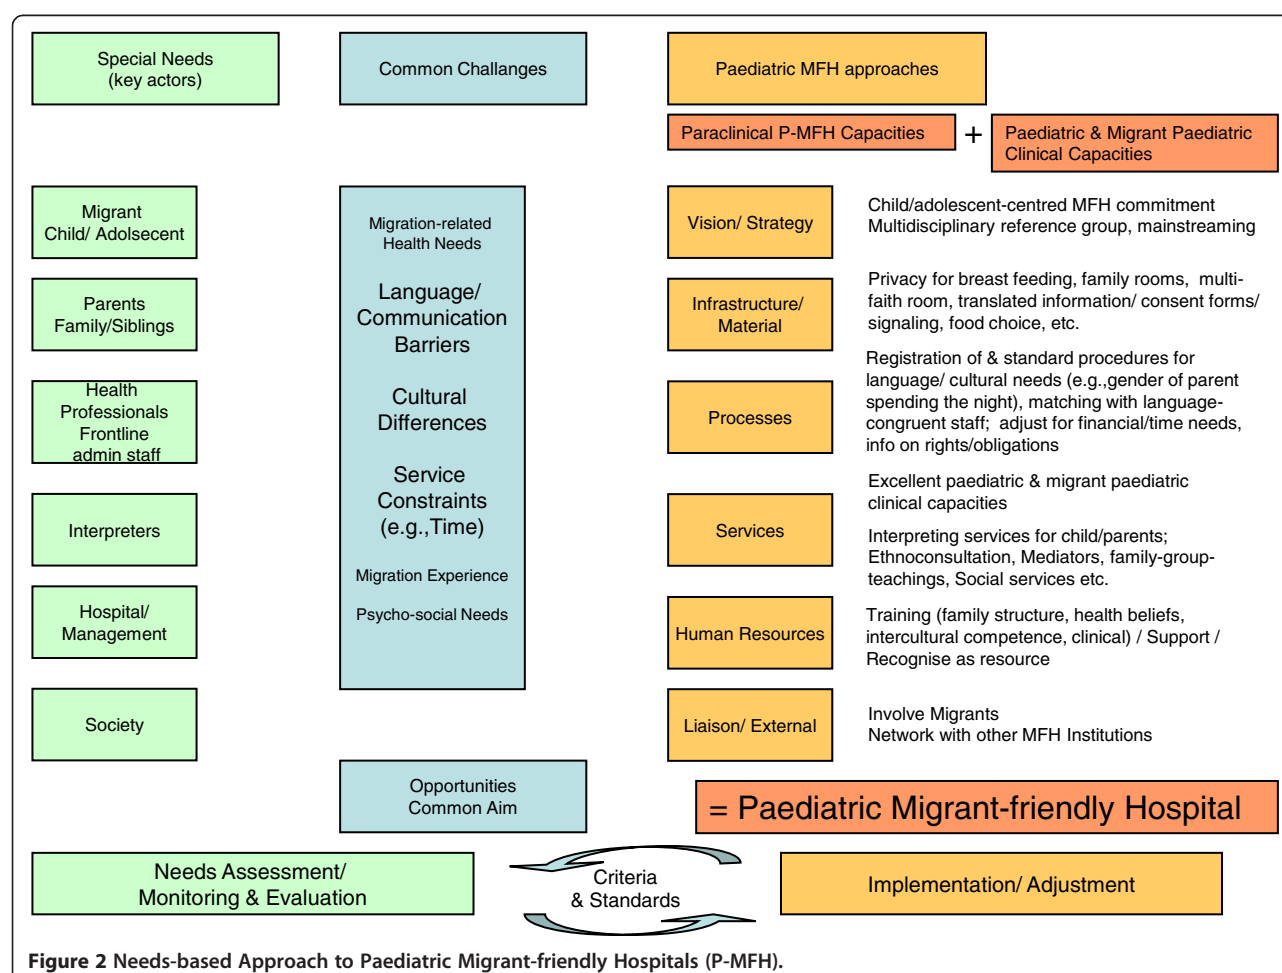 Special Needs
(key actors)
Common Challanges
Paediatric MFH approaches
Paraclinical P-MFH Capacities
+
Paediatric & Migrant Paediatric
Clinical Capacities
Migrant
Child/ Adolsecent
Parents
Family/Siblings
Health
Professionals
Frontline
admin staff
Interpreters
Hospital/
Management
Society
Migration-related
Health Needs
Language/
Communication
Barriers
Cultural
Differences
Service
Constraints
(e.g.,Time)
Migration Experience
Psycho-social Needs
Opportunities
Common Aim
Vision/ Strategy
Child/adolescent-centred MFH commitment
Multidisciplinary reference group, mainstreaming
Infrastructure/
Material
Privacy for breast feeding, family rooms, multi-
faith room, translated information/ consent forms/
signaling, food choice, etc.
Processes
Registration of & standard procedures for
language/ cultural needs (e.g.,gender of parent
spending the night), matching with language-
congruent staff; adjust for financial/time needs,
info on rights/obligations
Services
Excellent paediatric & migrant paediatric
clinical capacities
Interpreting services for child/parents;
Ethnoconsultation, Mediators, family-group-
teachings, Social services etc.
Human Resources
Training (family structure, health beliefs,
intercultural competence, clinical) / Support /
Recognise as resource
Liaison/ External
Involve Migrants
Network with other MFH Institutions
= Paediatric Migrant-friendly Hospital
Needs Assessment/
Monitoring & Evaluation
Criteria
& Standards
Implementation/ Adjustment
Figure 2 Needs-based Approach to Paediatric Migrant-friendly Hospitals (P-MFH).